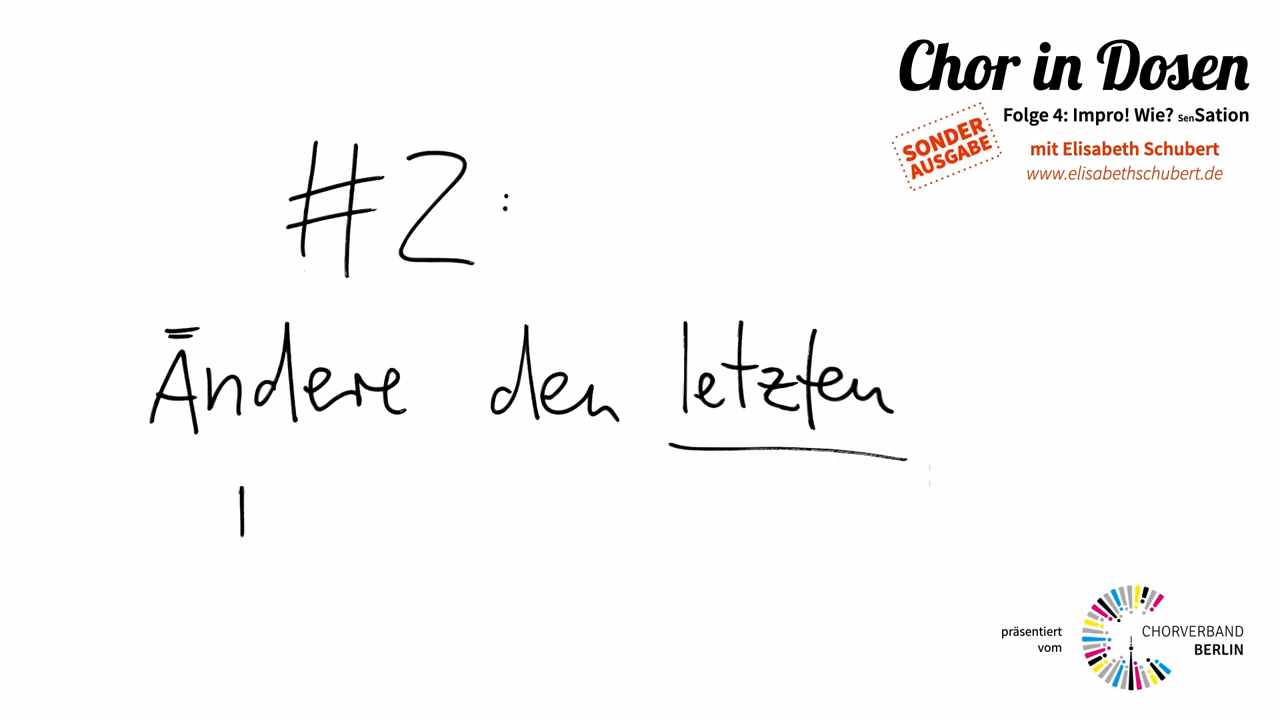 Chor in Dosen
Folge 4: Impro! Wie? SenSation
SONDER
AUSGABE
mit Elisabeth Schubert
www.elisabethschubert.de
#2:
Ändere den letzten
präsentiert
vom
CHORVERBAND
BERLIN